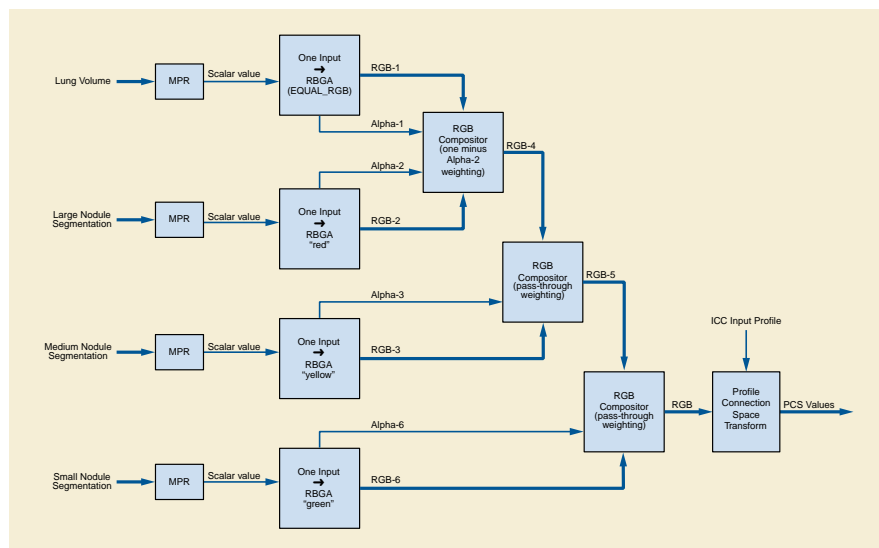 Lung Volume
MPR
Scalar value
One Input
➔
RBGA
(EQUAL_RGB)
RGB-1
Alpha-1
RGB
Compositor
(one minus
Alpha-2
weighting)
RGB-4
Alpha-2
Large Nodule
Segmentation
MPR
Scalar value
One Input
➔
RBGA
“red”
RGB-2
RGB
Compositor
(pass-through
weighting)
RGB-5
Alpha-3
Medium Nodule
Segmentation
MPR
Scalar value
One Input
➔
RBGA
“yellow”
RGB-3
ICC Input Profile
RGB
Compositor
(pass-through
weighting)
RGB
Profile
Connection
Space
Transform
PCS Values
Alpha-6
Small Nodule
Segmentation
MPR
Scalar value
One Input
➔
RBGA
“green”
RGB-6